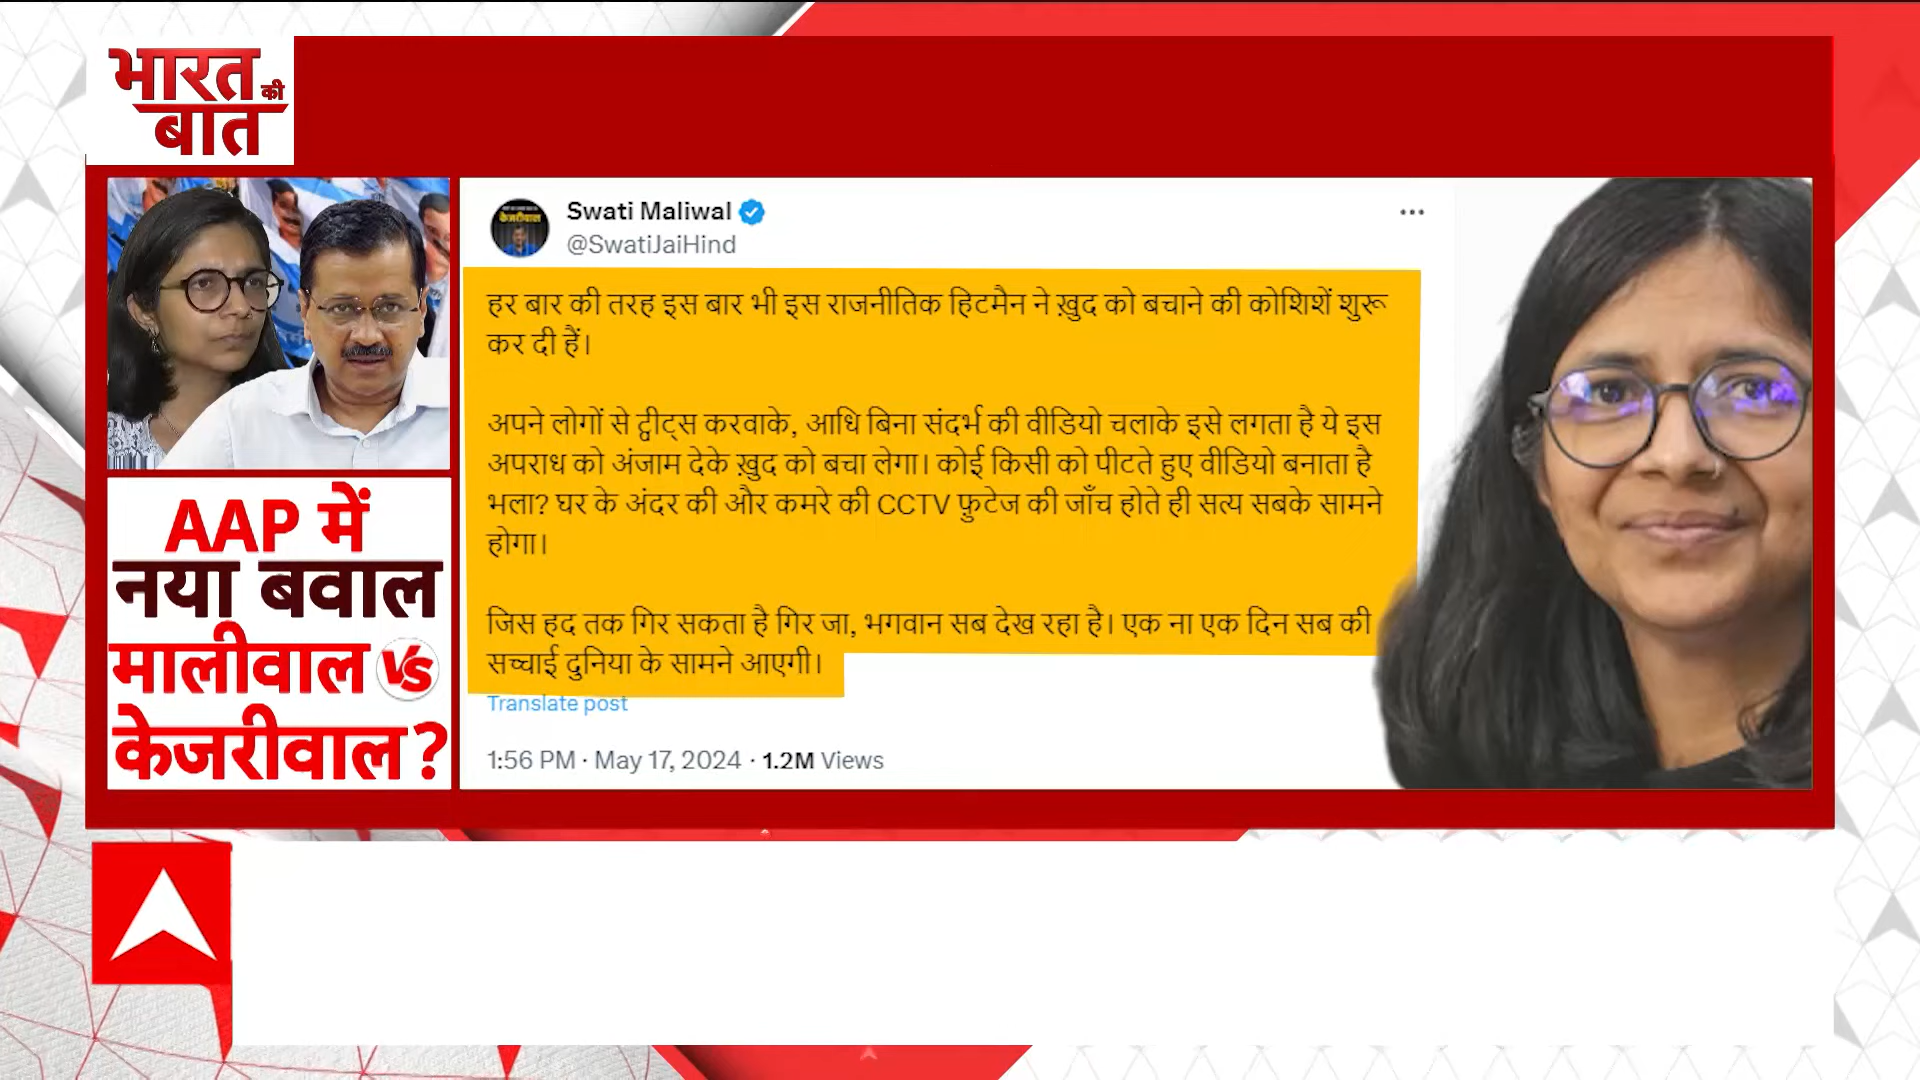 भारत की
बात
Swati Maliwal
@SwatiJaiHind
हर बार की तरह इस बार भी इस राजनीतिक हिटमैन ने ख़ुद को बचाने की कोशिशें शुरू
कर दी हैं।
अपने लोगों से ट्वीट्स करवाके, आधि बिना संदर्भ की वीडियो चलाके इसे लगता है ये इस
अपराध को अंजाम देके ख़ुद को बचा लेगा। कोई किसी को पीटते हुए वीडियो बनाता है
भला? घर के अंदर की और कमरे की CCTV फ़ुटेज की जाँच होते ही सत्य सबके सामने
होगा।
जिस हद तक गिर सकता है गिर जा, भगवान सब देख रहा है। एक ना एक दिन सब की
सच्चाई दुनिया के सामने आएगी।
Translate post
1:56 PM · May 17, 2024 · 1.2M Views
AAP में
नया बवाल
मालीवाल VS
केजरीवाल?